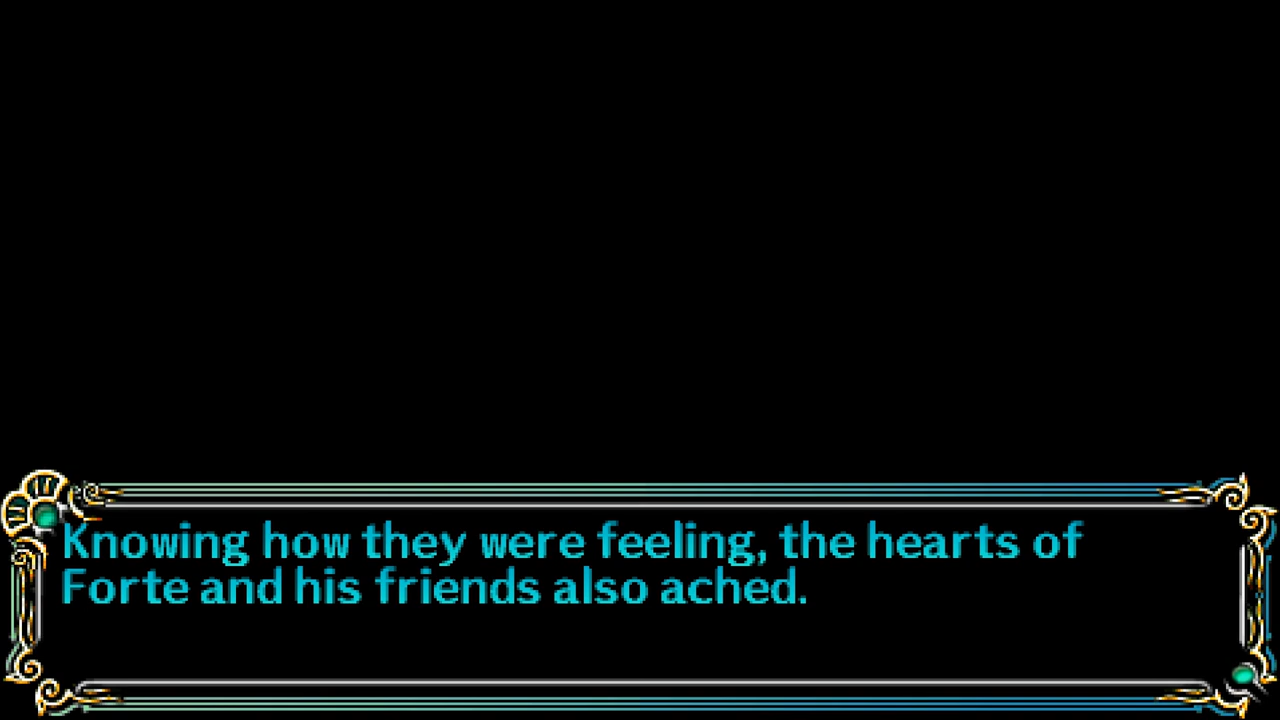 Knowing how they were feeling, the hearts of
Forte and his friends also ached.